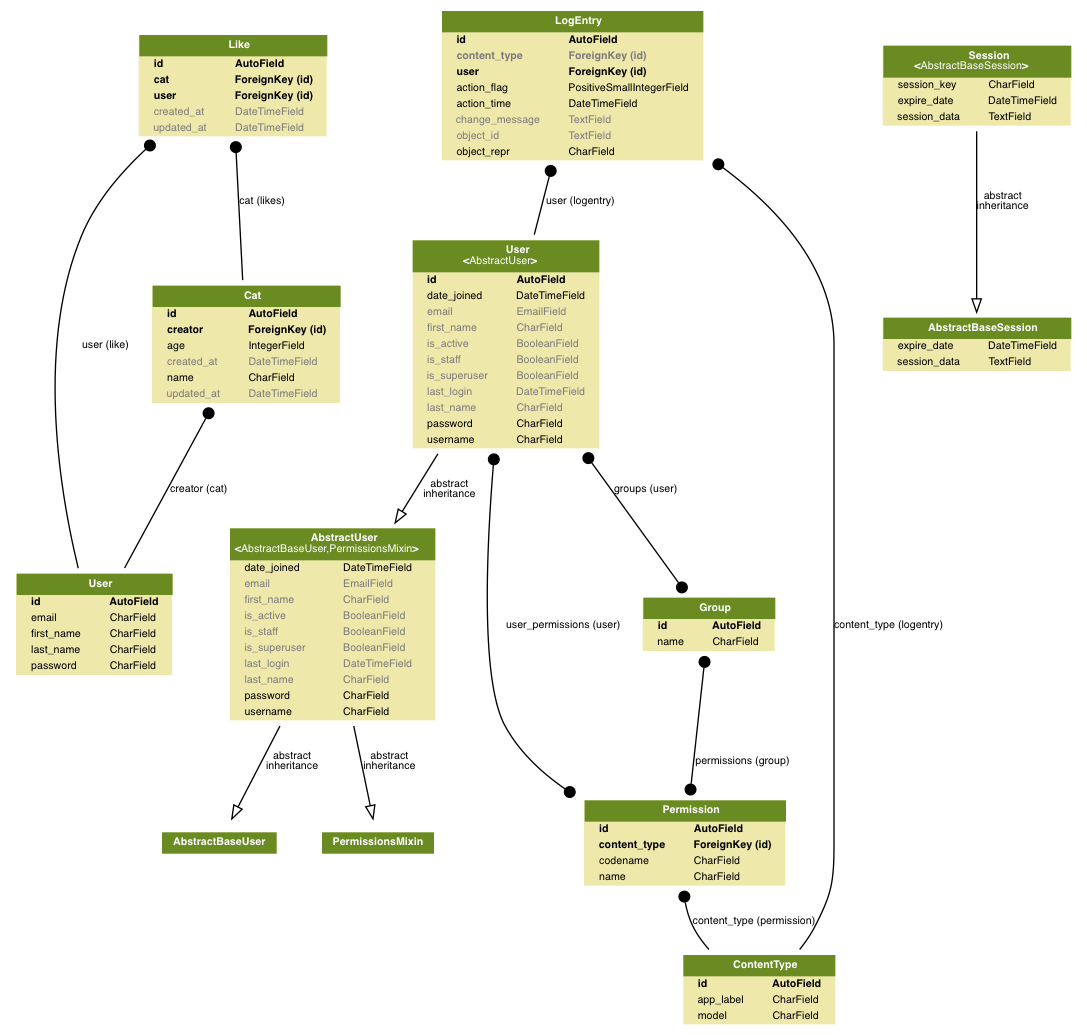 LogEntry
id AutoField
content_type ForeignKey (id)
user ForeignKey (id)
action_flag PositiveSmallIntegerField
action_time DateTimeField
change_message TextField
object_id TextField
object_repr CharField
Like
id AutoField
cat ForeignKey (id)
user ForeignKey (id)
created_at DateTimeField
updated_at DateTimeField
Session
<AbstractBaseSession>
session_key CharField
expire_date DateTimeField
session_data TextField
cat (likes)
user (logentry)
abstract
inheritance
User
<AbstractUser>
id AutoField
date_joined DateTimeField
email EmailField
first_name CharField
is_active BooleanField
is_staff BooleanField
is_superuser BooleanField
last_login DateTimeField
last_name CharField
password CharField
username CharField
Cat
id AutoField
creator ForeignKey (id)
age IntegerField
created_at DateTimeField
name CharField
updated_at DateTimeField
AbstractBaseSession
expire_date DateTimeField
session_data TextField
user (like)
creator (cat)
abstract
inheritance
groups (user)
AbstractUser
<AbstractBaseUser,PermissionsMixin>
date_joined DateTimeField
email EmailField
first_name CharField
is_active BooleanField
is_staff BooleanField
is_superuser BooleanField
last_login DateTimeField
last_name CharField
password CharField
username CharField
User
id AutoField
email CharField
first_name CharField
last_name CharField
password CharField
Group
id AutoField
name CharField
user_permissions (user)
content_type (logentry)
abstract
inheritance
abstract
inheritance
permissions (group)
AbstractBaseUser
PermissionsMixin
Permission
id AutoField
content_type ForeignKey (id)
codename CharField
name CharField
content_type (permission)
ContentType
id AutoField
app_label CharField
model CharField